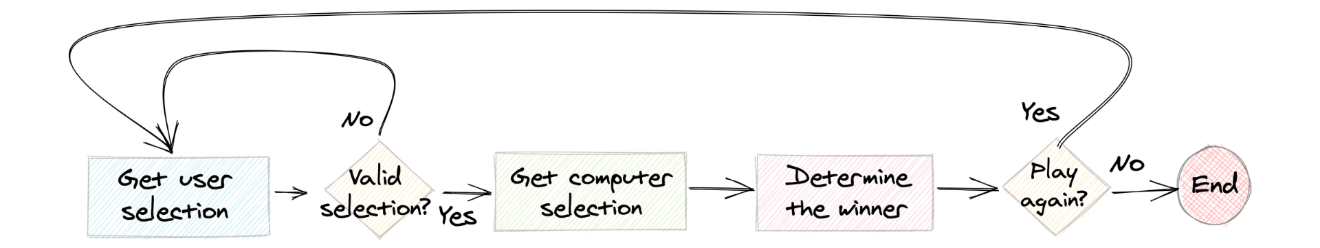 Get user
selection
No
Valid
selection?
Yes
Get computer
selection
Determine
the winner
Yes
Play
again?
No
End